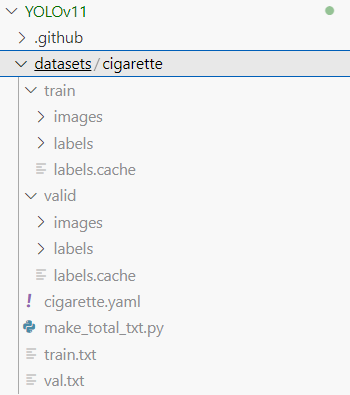 YOLOv11
.github
datasets/cigarette
train
images
labels
labels.cache
valid
images
labels
labels.cache
! cigarette.yaml
make_total_txt.py
train.txt
val.txt